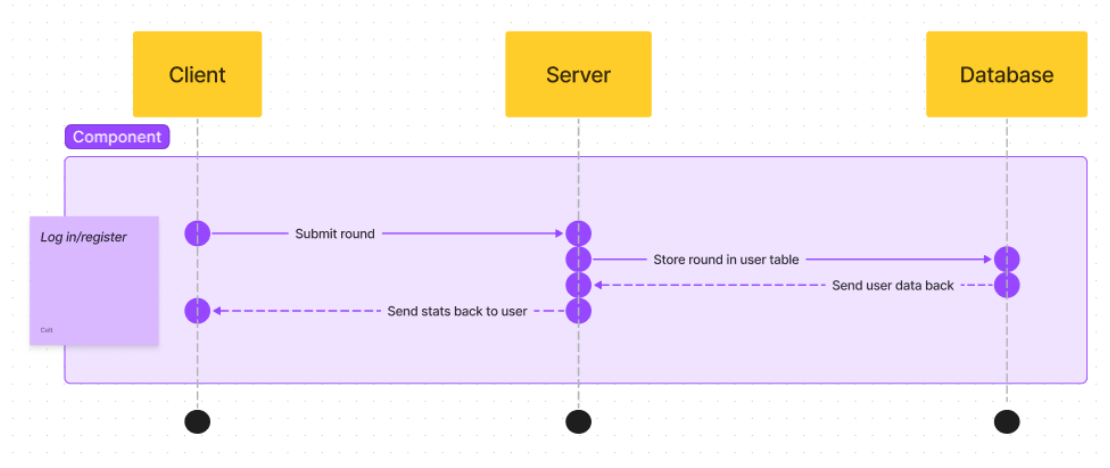 Client
Server
Database
Component
Log in/register
Submit round
Store round in user table
Send user data back
Send stats back to user